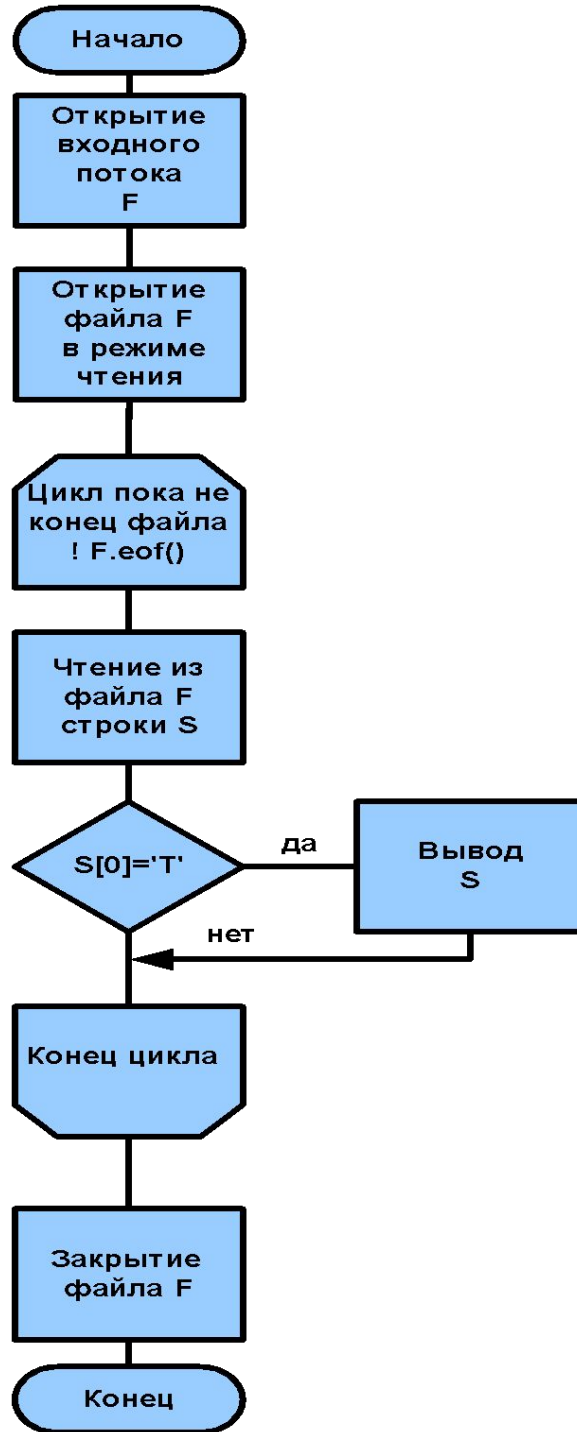 Начало
Открытие
входного
потока
F
Открытие
файла F
в режиме
чтения
Цикл пока не
конец файла
! F.eof()
Чтение из
файла F
строки S
S[0]='T'
да
Вывод
S
нет
Конец цикла
Закрытие
файла F
Конец